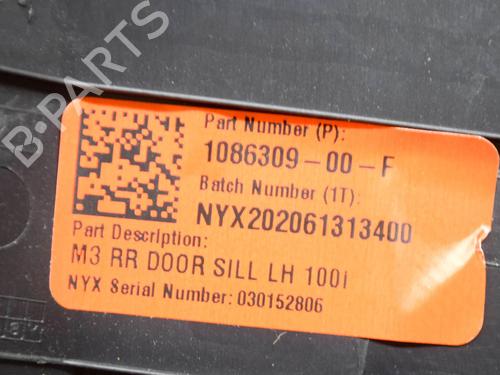 B-PARTS
Part Number (P):
1086309-00-F
Batch Number (1T):
NYX202061313400
Part Description:
M3 RR DOOR SILL LH 100i
NYX Serial Number: 030152806